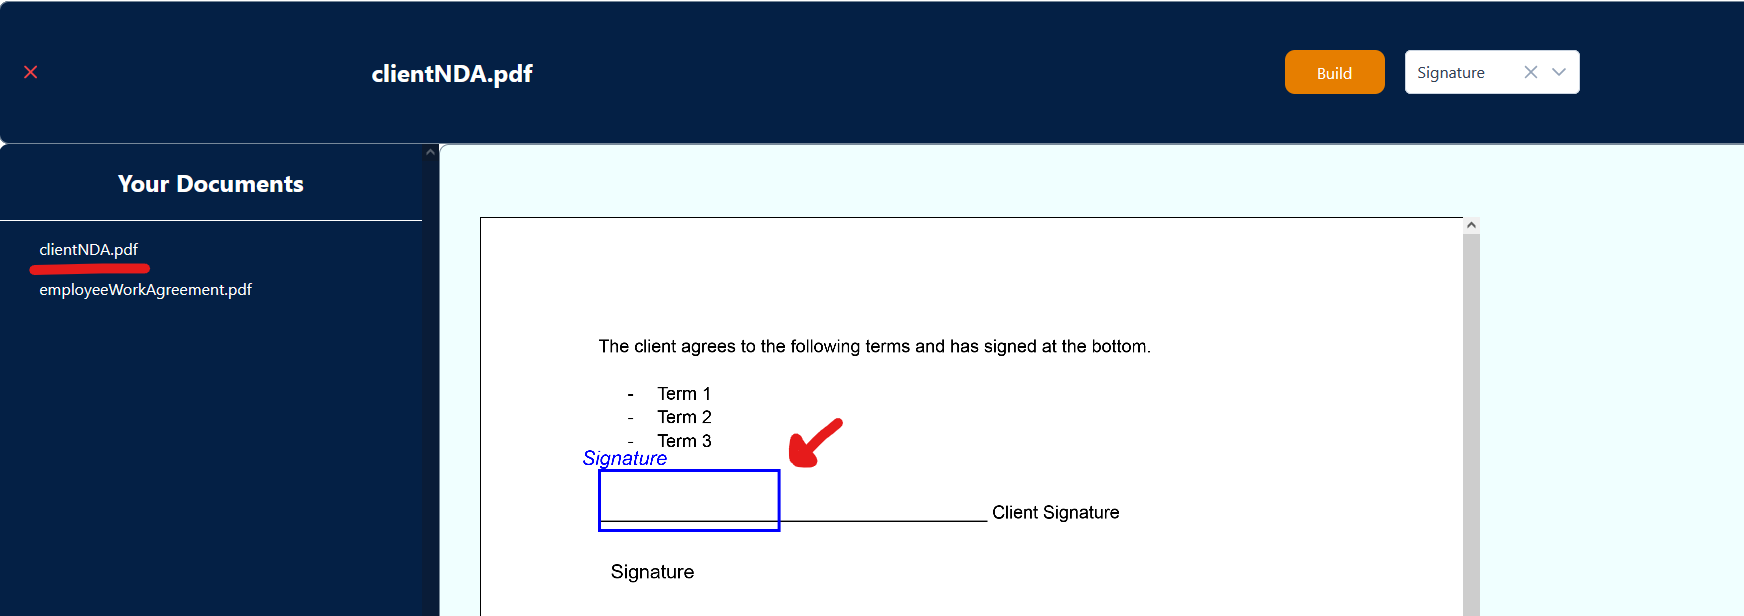 clientNDA.pdf
Build
Signature
Your Documents
clientNDA.pdf
employeeWorkAgreement.pdf
The client agrees to the following terms and has signed at the bottom.
- Term 1
- Term 2
- Term 3
Signature
Client Signature
Signature